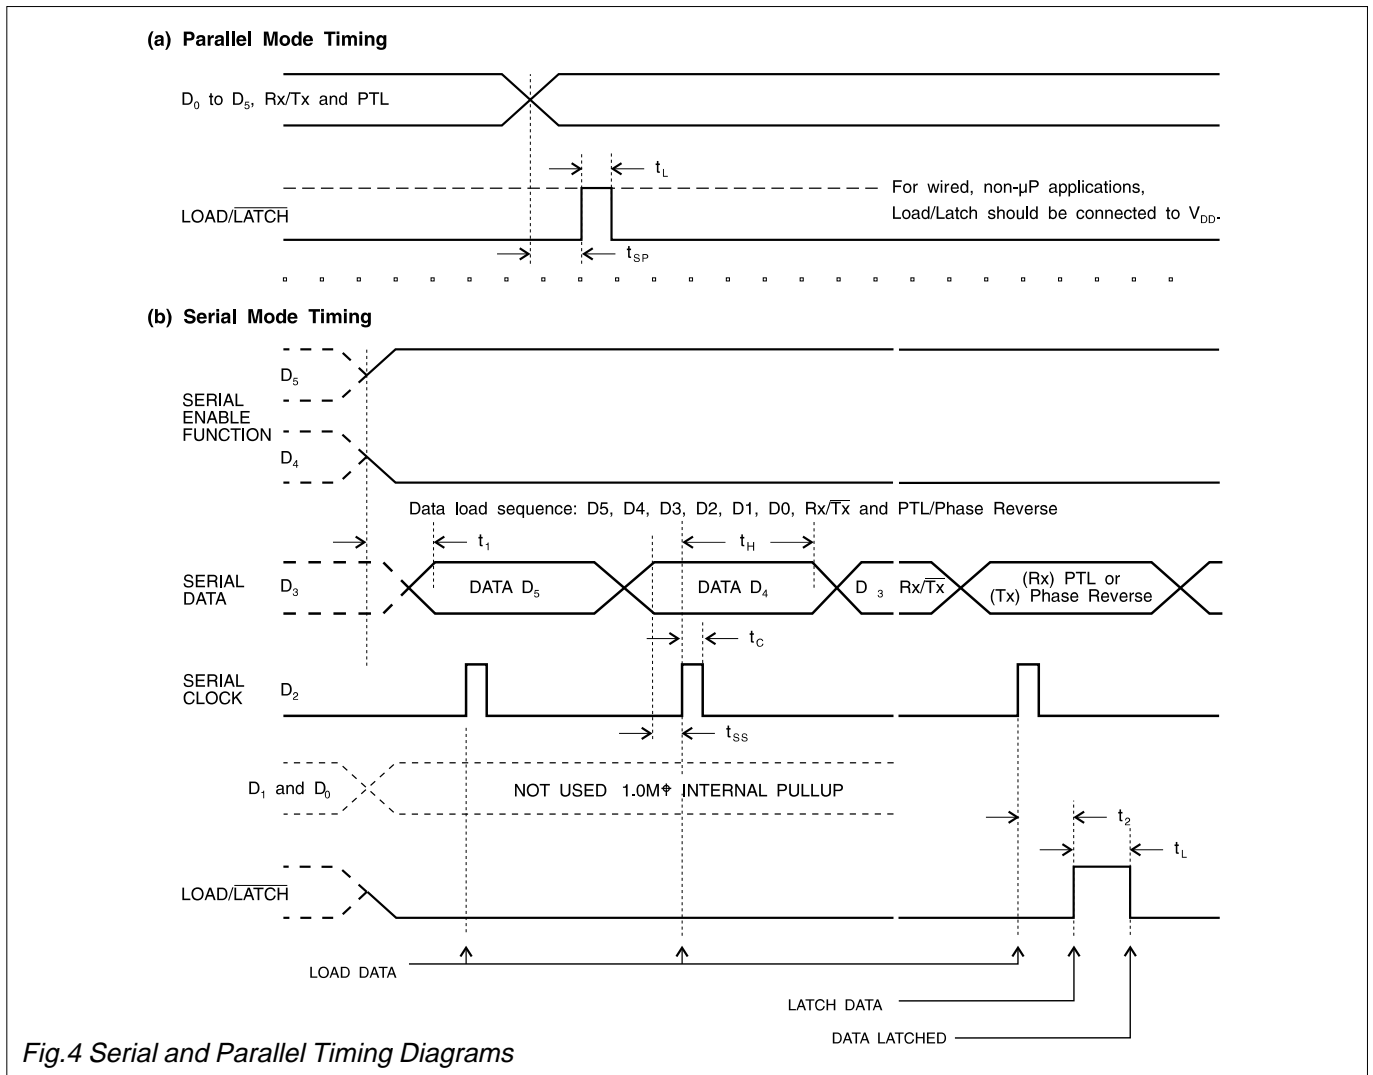 (a) Parallel Mode Timing
D0 to D5, Rx/Tx and PTL
tL
For wired, non-µP applications,
Load/Latch should be connected to VDD.
LOAD/LATCH
tSP
(b) Serial Mode Timing
D5
SERIAL
ENABLE
FUNCTION
D4
Data load sequence: D5, D4, D3, D2, D1, D0, Rx/Tx and PTL/Phase Reverse
t1
tH
SERIAL
DATA
D3
DATA D5
DATA D4
D 3
Rx/Tx
(Rx) PTL or
(Tx) Phase Reverse
tC
SERIAL
CLOCK
D2
tSS
D1 and D0
NOT USED 1.0M⌖ INTERNAL PULLUP
t2
tL
LOAD/LATCH
LOAD DATA
LATCH DATA
DATA LATCHED
Fig.4 Serial and Parallel Timing Diagrams